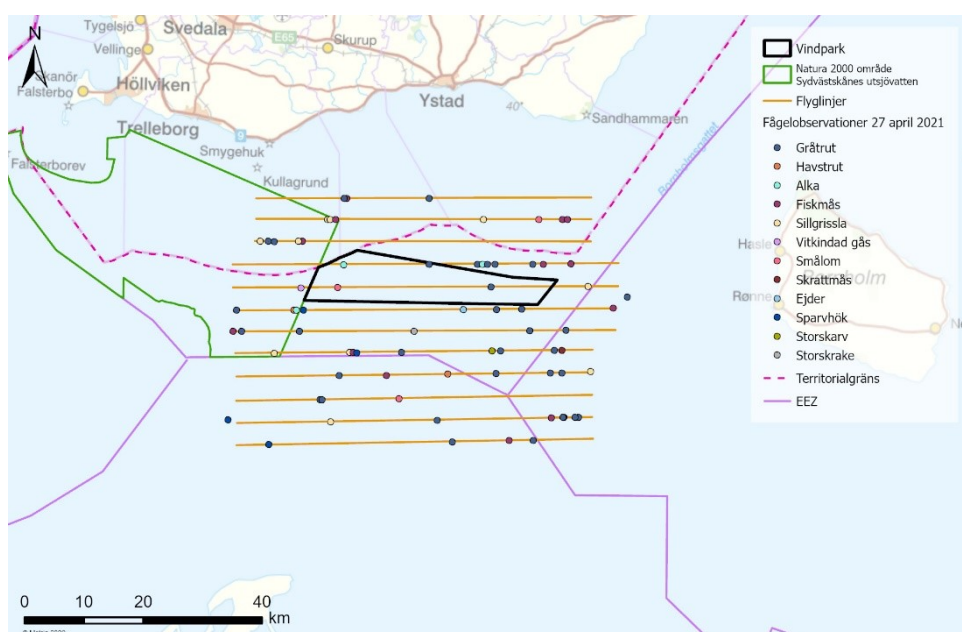 Tygelsjö
Svedala
E65
Skurup
N
Vellinge
Skanör
Höllviken
Falsterbo
Ystad
40
Trelleborg
9
Sandhammaren
Smygehuk
Falsterborev
Kullagrund
Bornholmsgattet
Hasle
Bornholm
Rønne
Vindpark
Natura 2000 område
Sydvästskånes utsjövatten
Flyglinjer
Fågelobservationer 27 april 2021
Gråtrut
Havstrut
Alka
Fiskmås
Sillgrissla
Vitkindad gås
Smålom
Skrattmås
Ejder
Sparvhök
Storskarv
Storskrake
Territorialgräns
EEZ
0 10 20 40
km